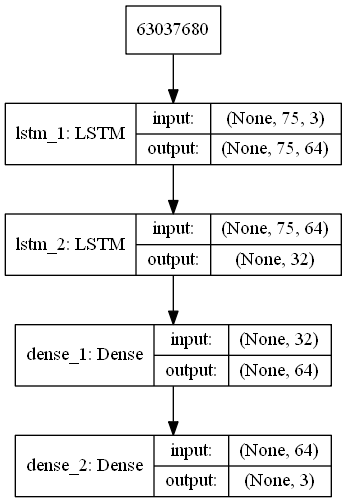 63037680
lstm_1: LSTM
input: (None, 75, 3)
output: (None, 75, 64)
lstm_2: LSTM
input: (None, 75, 64)
output: (None, 32)
dense_1: Dense
input: (None, 32)
output: (None, 64)
dense_2: Dense
input: (None, 64)
output: (None, 3)